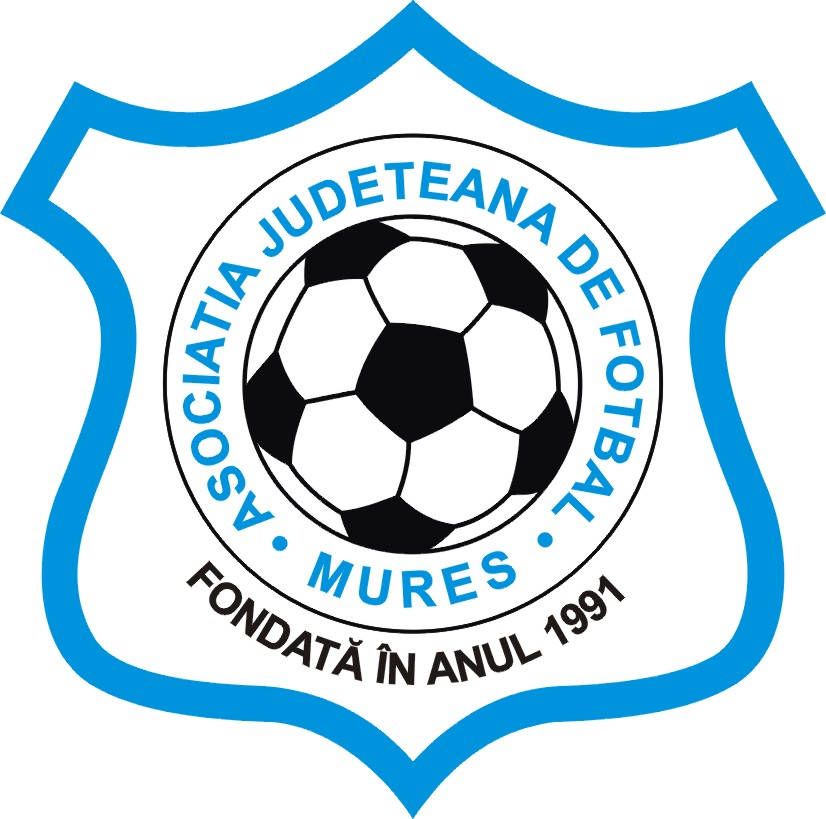 ASOCIATIA JUDETEANA DE FOTBAL
• MURES •
FONDATĂ ÎN ANUL 1991